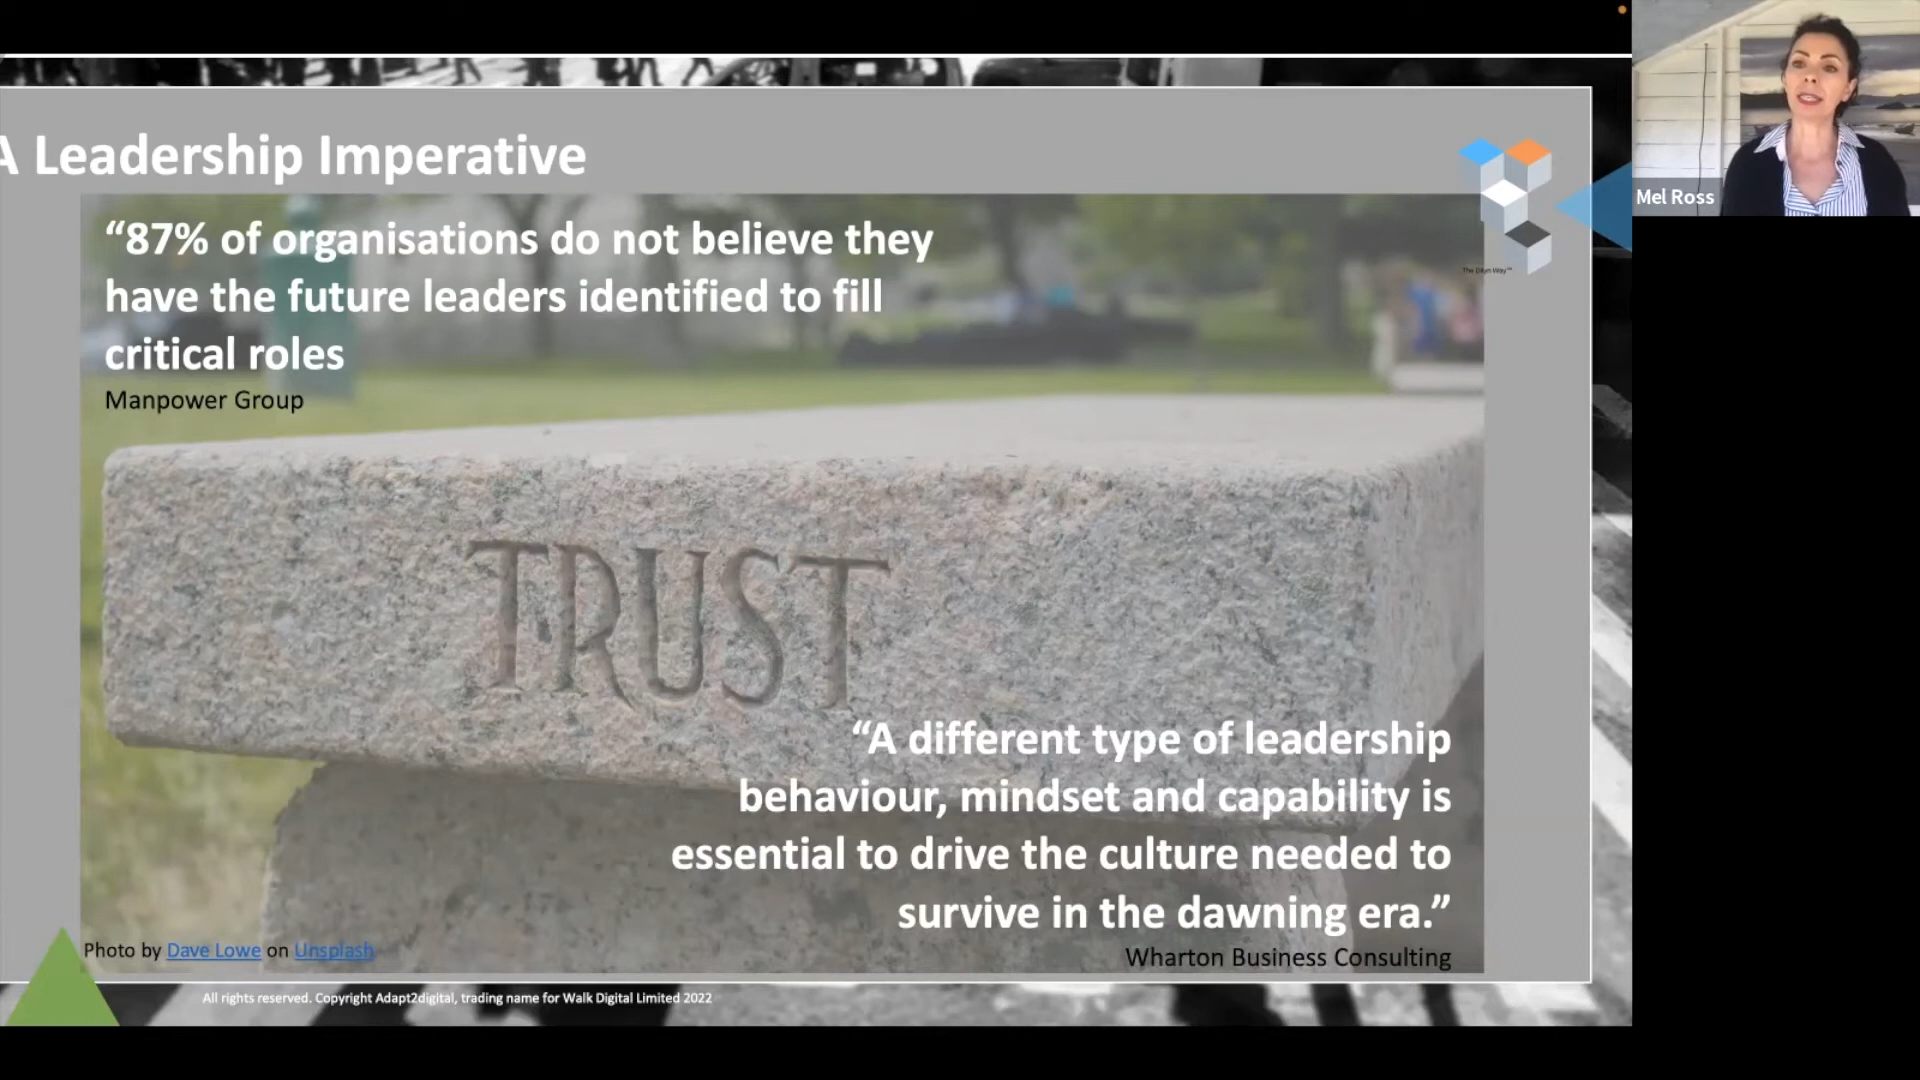 A Leadership Imperative
“87% of organisations do not believe they
have the future leaders identified to fill
critical roles
Manpower Group
The Dilyn Way™
Mel Ross
TRUST
“A different type of leadership
behaviour, mindset and capability is
essential to drive the culture needed to
survive in the dawning era.”
Wharton Business Consulting
Photo by Dave Lowe on Unsplash
All rights reserved. Copyright Adapt2digital, trading name for Walk Digital Limited 2022